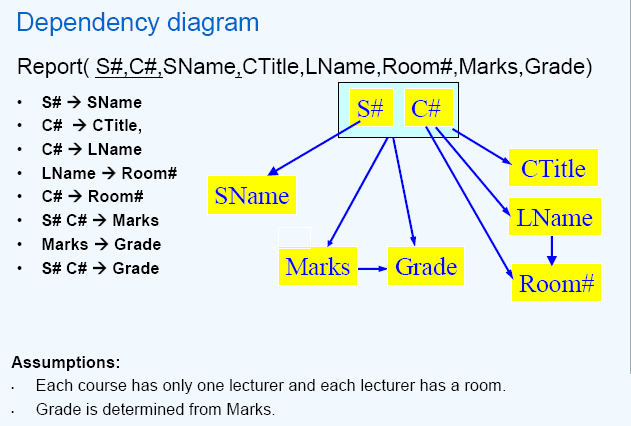 Dependency diagram
Report( S#,C#,SName,CTitle,LName,Room#,Marks,Grade)
• S# → SName
• C# → CTitle,
• C# → LName
• LName → Room#
• C# → Room#
• S# C# → Marks
• Marks → Grade
• S# C# → Grade
S# C#
CTitle
SName
LName
Marks Grade
Room#
Assumptions:
· Each course has only one lecturer and each lecturer has a room.
· Grade is determined from Marks.